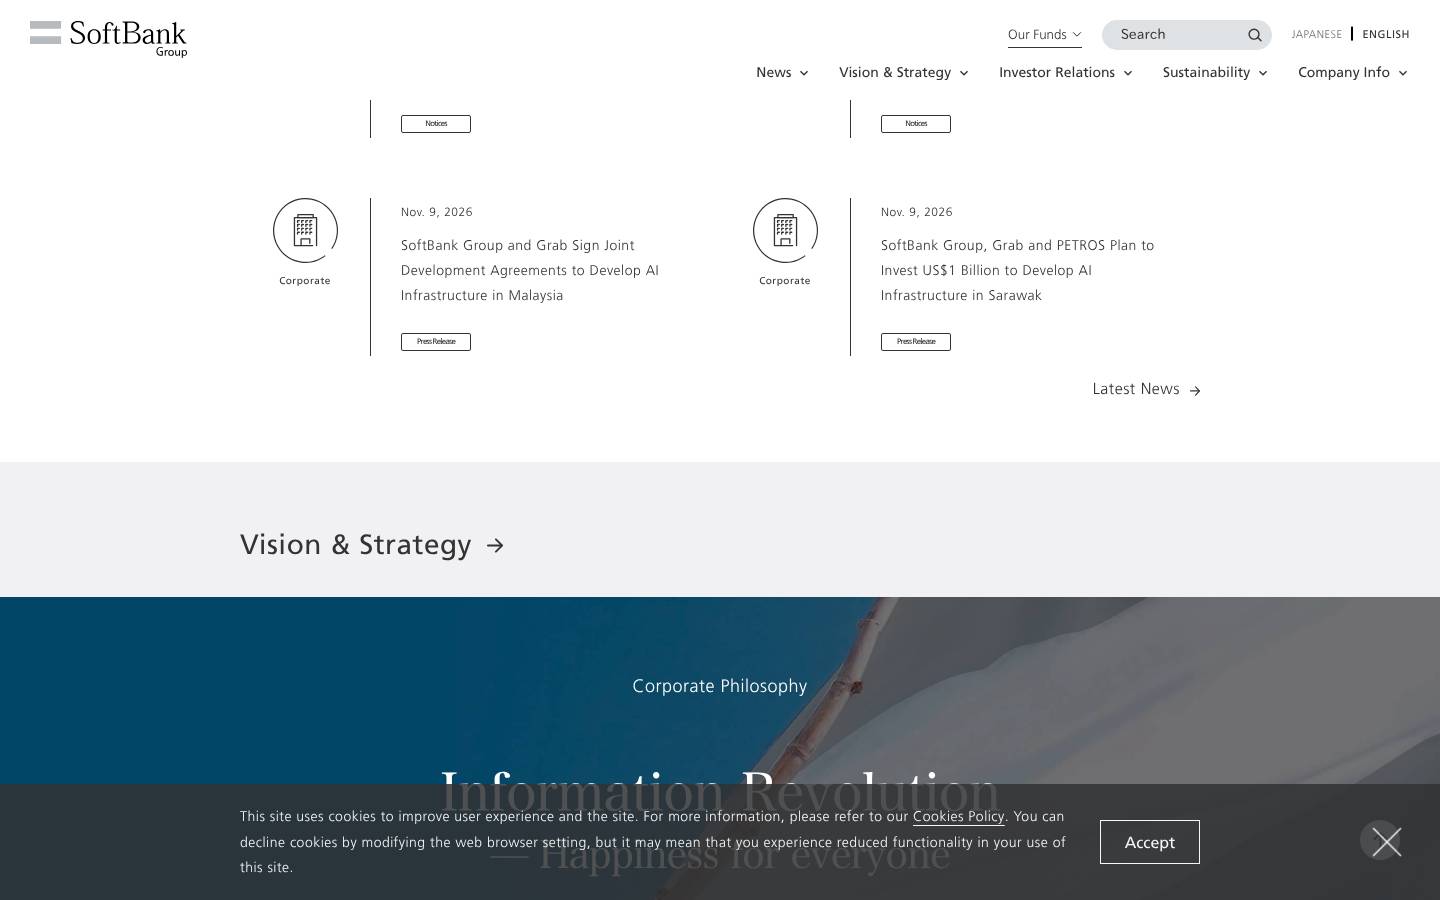 SoftBank
Group
Our Funds
Search
JAPANESE
ENGLISH
News
Vision & Strategy
Investor Relations
Sustainability
Company Info
Notices
Notices
Corporate
Nov. 9, 2026
SoftBank Group and Grab Sign Joint
Development Agreements to Develop AI
Infrastructure in Malaysia
Press Release
Corporate
Nov. 9, 2026
SoftBank Group, Grab and PETROS Plan to
Invest US$1 Billion to Develop AI
Infrastructure in Sarawak
Press Release
Latest News
Vision & Strategy
Corporate Philosophy
Information Revolution
— Happiness for everyone
This site uses cookies to improve user experience and the site. For more information, please refer to our Cookies Policy. You can
decline cookies by modifying the web browser setting, but it may mean that you experience reduced functionality in your use of
this site.
Accept